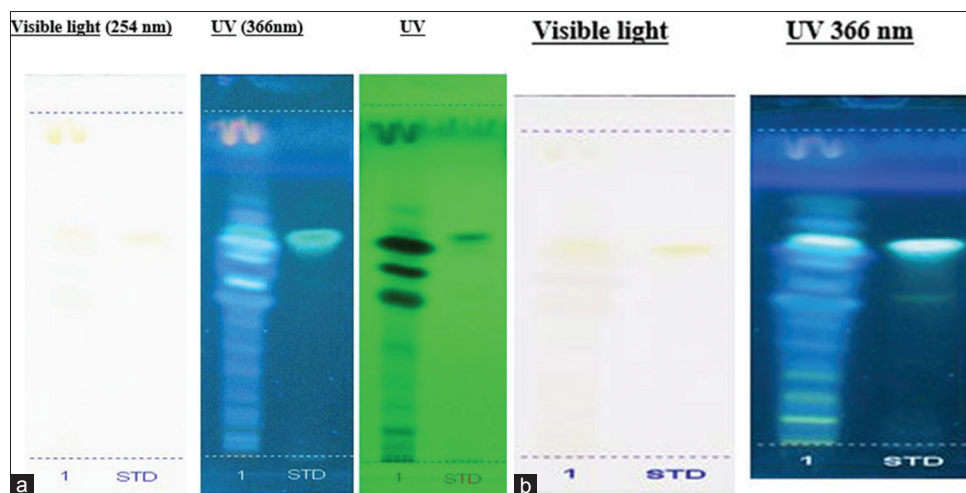 Visible light (254 nm)
UV (366nm)
UV
Visible light
UV 366 nm
a
1 STD
1 STD
1 STD
b
1 STD
1 STD